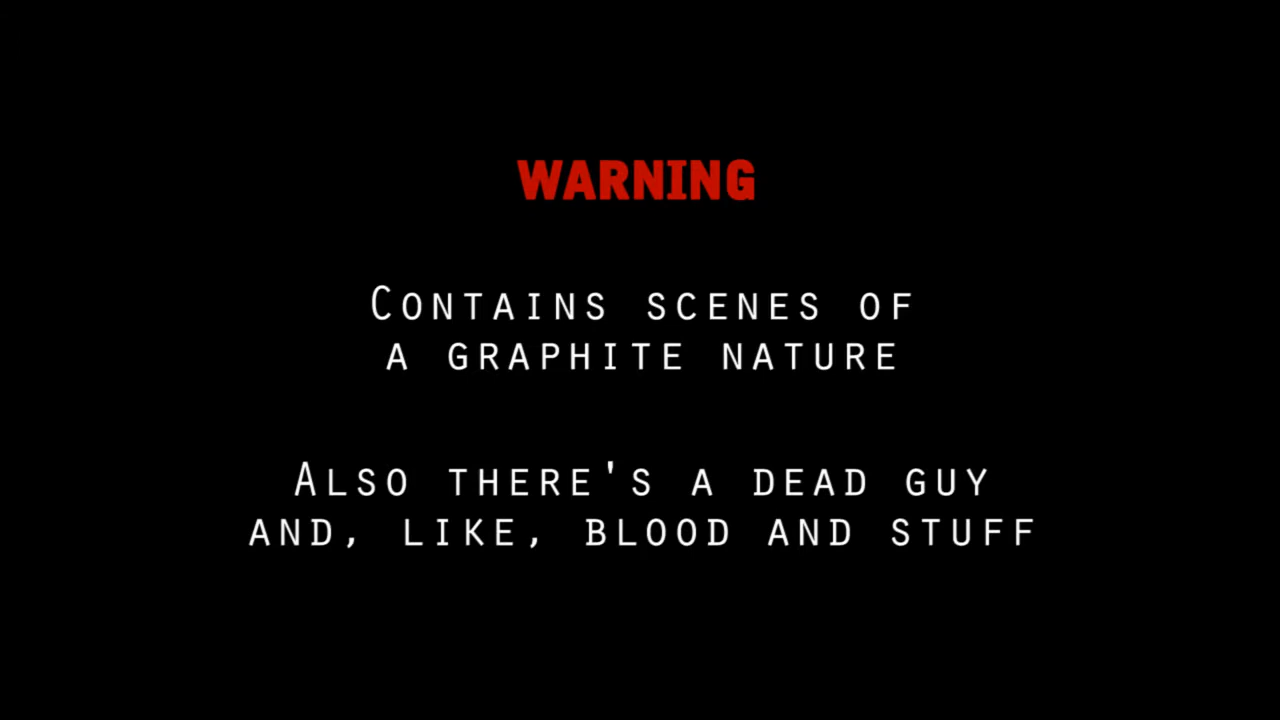 WARNING
CONTAINS SCENES OF
A GRAPHITE NATURE
ALSO THERE'S A DEAD GUY
AND, LIKE, BLOOD AND STUFF